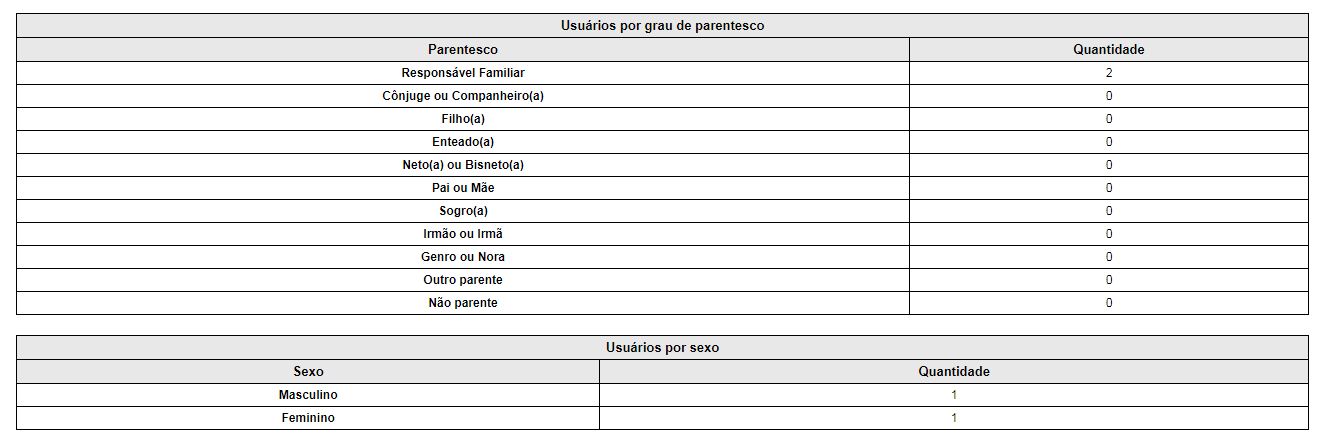 Usuários por grau de parentesco
Parentesco Quantidade
Responsável Familiar 2
Cônjuge ou Companheiro(a) 0
Filho(a) 0
Enteado(a) 0
Neto(a) ou Bisneto(a) 0
Pai ou Mãe 0
Sogro(a) 0
Irmão ou Irmã 0
Genro ou Nora 0
Outro parente 0
Não parente 0
Usuários por sexo
Sexo Quantidade
Masculino 1
Feminino 1